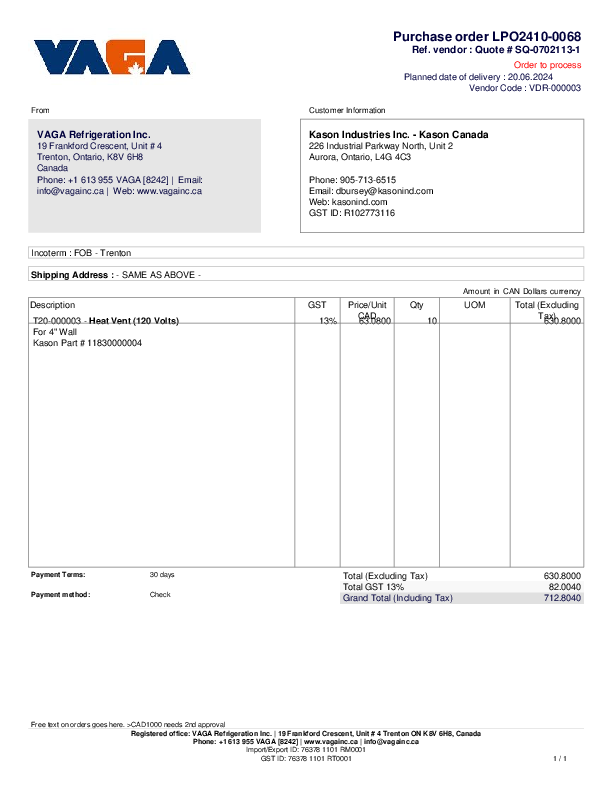 VAGA
Purchase order LPO2410-0068
Ref. vendor : Quote # SQ-0702113-1
Order to process
Planned date of delivery : 20.06.2024
Vendor Code : VDR-000003
From
Customer Information
VAGA Refrigeration Inc.
19 Frankford Crescent, Unit # 4
Trenton, Ontario, K8V 6H8
Canada
Phone: +1 613 955 VAGA [8242] | Email:
info@vagainc.ca | Web: www.vagainc.ca
Kason Industries Inc. - Kason Canada
226 Industrial Parkway North, Unit 2
Aurora, Ontario, L4G 4C3
Phone: 905-713-6515
Email: dbursey@kasonind.com
Web: kasonind.com
GST ID: R102773116
Incoterm : FOB - Trenton
Shipping Address : - SAME AS ABOVE -
Amount in CAN Dollars currency
Description GST Price/Unit CAD Qty UOM Total (Excluding Tax)
T20-000003 - Heat Vent (120 Volts) 13% 63.0800 10 630.8000
For 4" Wall
Kason Part # 11830000004
Payment Terms: 30 days
Payment method: Check
Total (Excluding Tax) 630.8000
Total GST 13% 82.0040
Grand Total (Including Tax) 712.8040
Free text on orders goes here. >CAD1000 needs 2nd approval
Registered office: VAGA Refrigeration Inc. | 19 Frankford Crescent, Unit # 4 Trenton ON K8V 6H8, Canada
Phone: +1 613 955 VAGA [8242] | www.vagainc.ca | info@vagainc.ca
Import/Export ID: 76378 1101 RM0001
GST ID: 76378 1101 RT0001
1 / 1